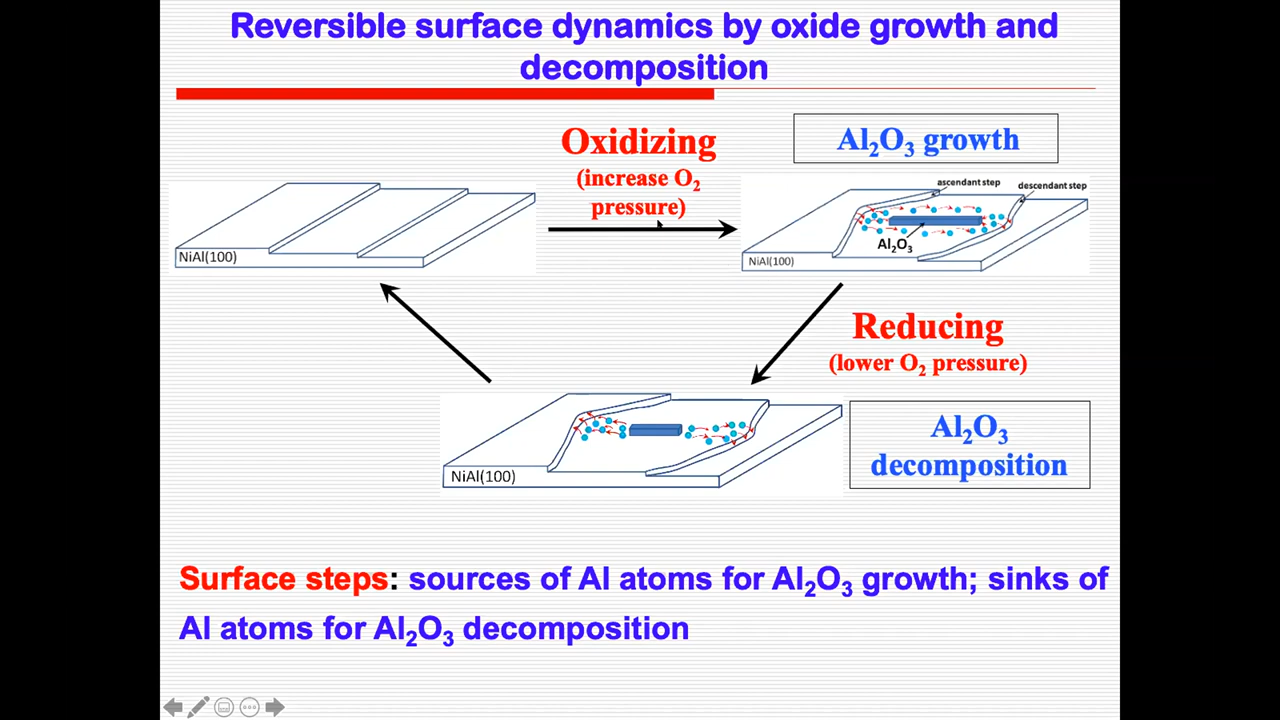 Reversible surface dynamics by oxide growth and
decomposition
Oxidizing
(increase O₂
pressure)
Al₂O₃ growth
NiAl(100)
ascendant step
descendant step
Al₂O₃
NiAl(100)
Reducing
(lower O₂ pressure)
NiAl(100)
Al₂O₃
decomposition
Surface steps: sources of Al atoms for Al₂O₃ growth; sinks of
Al atoms for Al₂O₃ decomposition